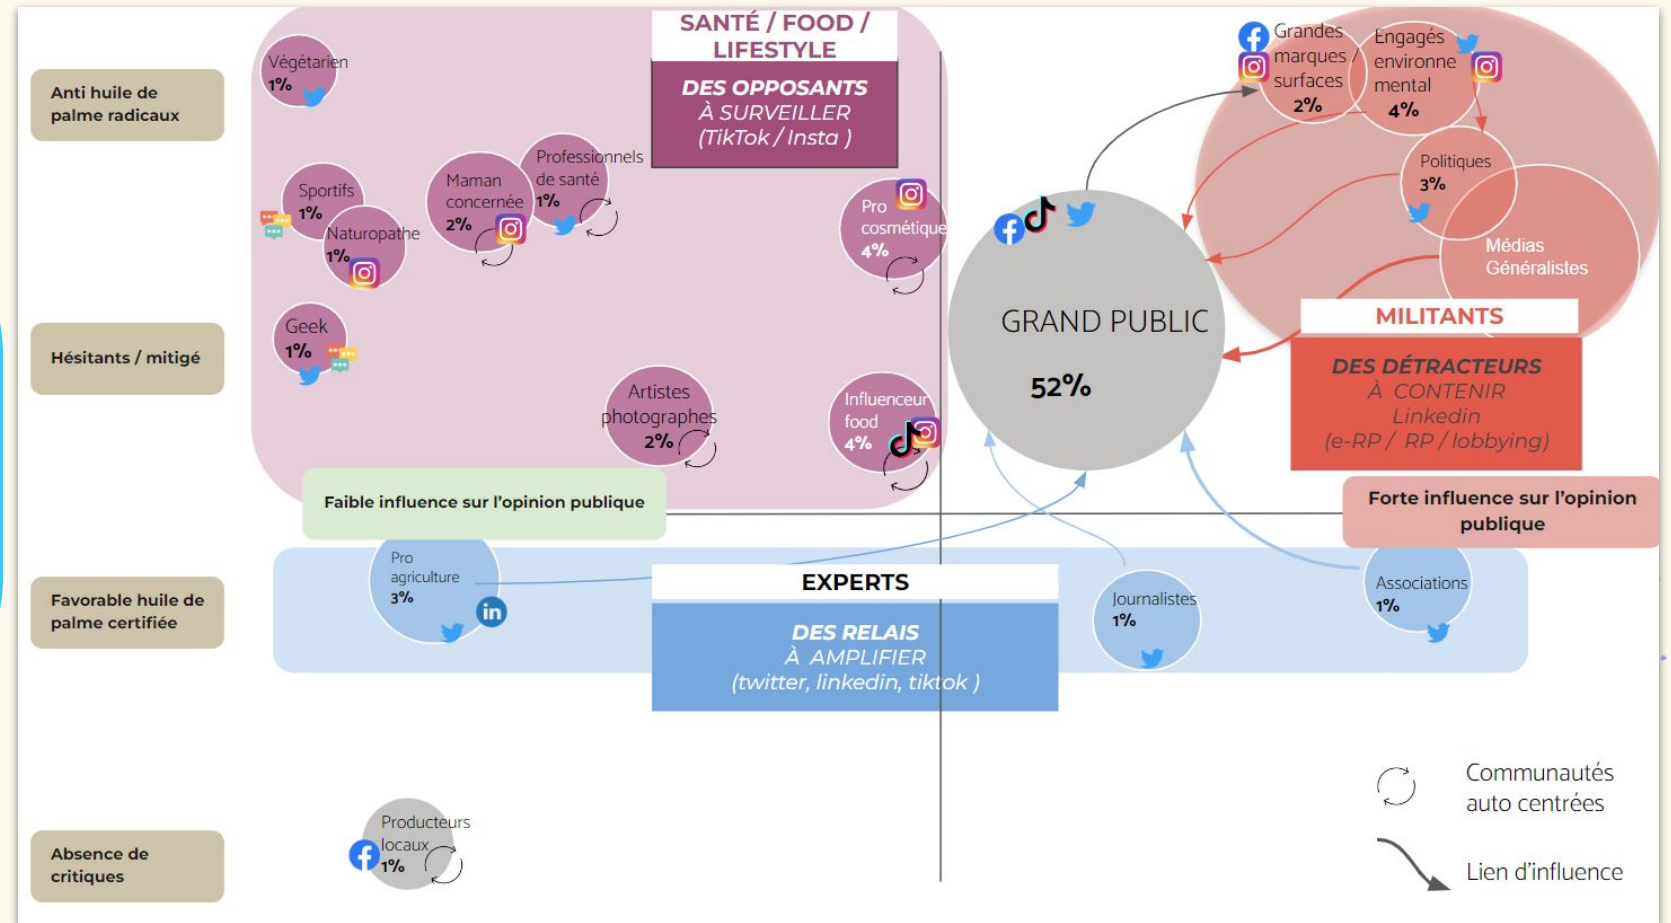 SANTÉ / FOOD /
LIFESTYLE
DES OPPOSANTS
À SURVEILLER
(TikTok / Insta )
Anti huile de
palme radicaux
Végétarien
1%
Sportifs
1%
Naturopathe
1%
Maman
concernée
2%
Professionnels
de santé
1%
Pro
cosmétique
4%
Grandes
marques /
surfaces
2%
Engagés
environne
mental
4%
Politiques
3%
Médias
Généralistes
Hésitants / mitigé
Geek
1%
Artistes
photographes
2%
Influenceur
food
4%
GRAND PUBLIC
52%
MILITANTS
DES DÉTRACTEURS
À CONTENIR
Linkedin
(e-RP / RP / lobbying)
Faible influence sur l’opinion publique
Forte influence sur l’opinion
publique
Favorable huile de
palme certifiée
Pro
agriculture
3%
in
EXPERTS
DES RELAIS
À AMPLIFIER
(twitter, linkedin, tiktok )
Journalistes
1%
Associations
1%
Absence de
critiques
Producteurs
locaux
1%
Communautés
auto centrées
Lien d’influence